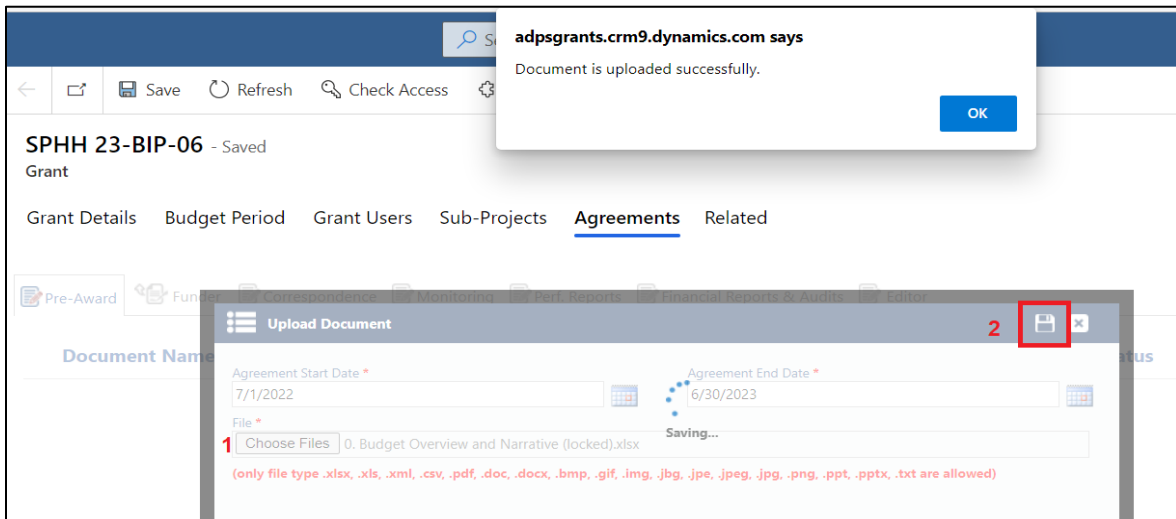 Se
adpsgrants.crm9.dynamics.com says
Document is uploaded successfully.
OK
Save Refresh Check Access
SPHH 23-BIP-06 - Saved
Grant
Grant Details Budget Period Grant Users Sub-Projects Agreements Related
Pre-Award Funder Correspondence Monitoring Perf. Reports Financial Reports & Audits Editor
Upload Document 2
Document Name atus
Agreement Start Date * Agreement End Date *
7/1/2022 6/30/2023
File *
Saving...
1 Choose Files 0. Budget Overview and Narrative (locked).xlsx
(only file type .xlsx, .xls, .xml, .csv, .pdf, .doc, .docx, .bmp, .gif, .img, .jbg, .jpe, .jpeg, .jpg, .png, .ppt, .pptx, .txt are allowed)